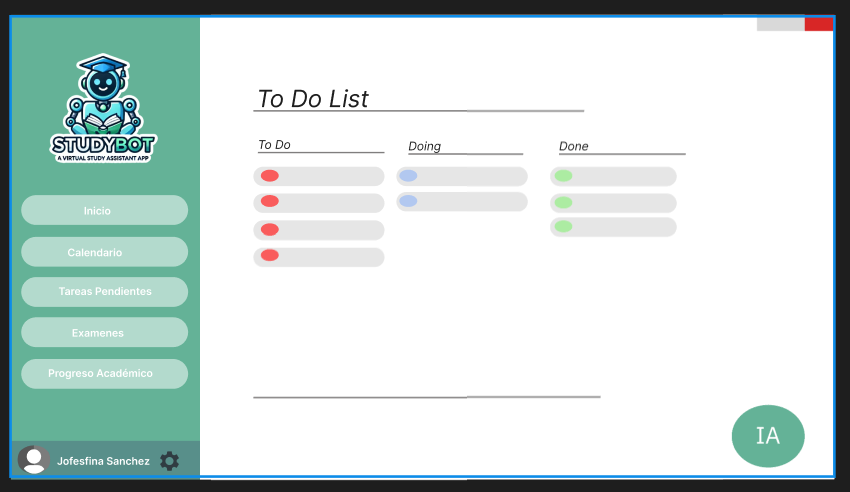 STUDYBOT
A VIRTUAL STUDY ASSISTANT APP
Inicio
Calendario
Tareas Pendientes
Examenes
Progreso Académico
Jofesfina Sanchez
To Do List
To Do
Doing
Done
IA